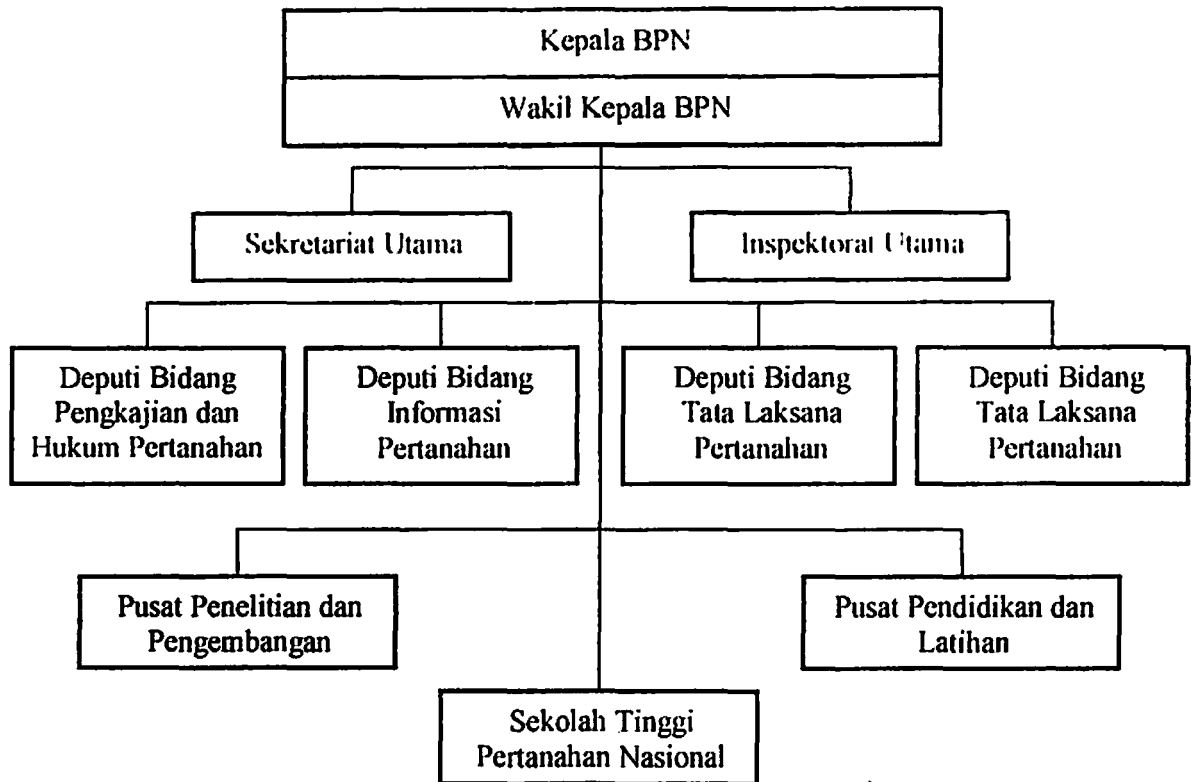 Kepala BPN
Wakil Kepala BPN
Sekretariat Utama
Inspektorat Utama
Deputi Bidang
Pengkajian dan
Hukum Pertanahan
Deputi Bidang
Informasi
Pertanahan
Deputi Bidang
Tata Laksana
Pertanahan
Deputi Bidang
Tata Laksana
Pertanahan
Pusat Penelitian dan
Pengembangan
Pusat Pendidikan dan
Latihan
Sekolah Tinggi
Pertanahan Nasional